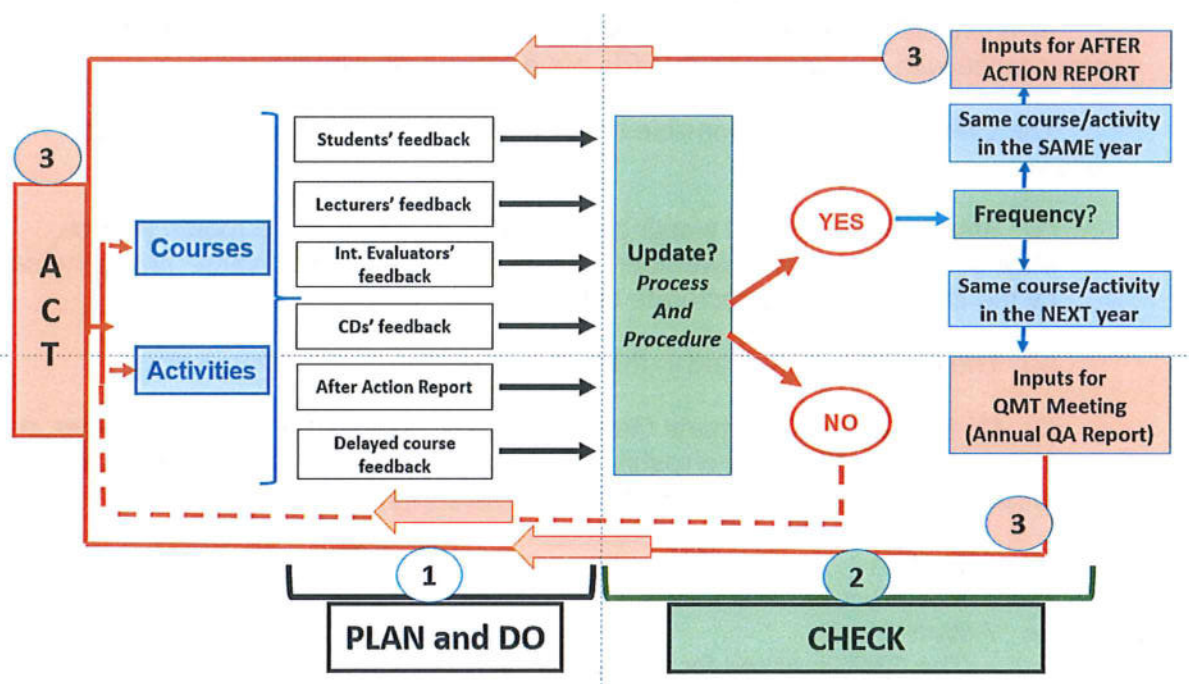 3
Inputs for AFTER
ACTION REPORT
3
Same course/activity
in the SAME year
Students' feedback
Lecturers' feedback
Int. Evaluators'
feedback
CDs' feedback
After Action Report
Delayed course
feedback
A
C
T
Courses
Activities
Update?
Process
And
Procedure
YES
NO
Frequency?
Same course/activity
in the NEXT year
Inputs for
QMT Meeting
(Annual QA Report)
3
1
2
PLAN and DO
CHECK